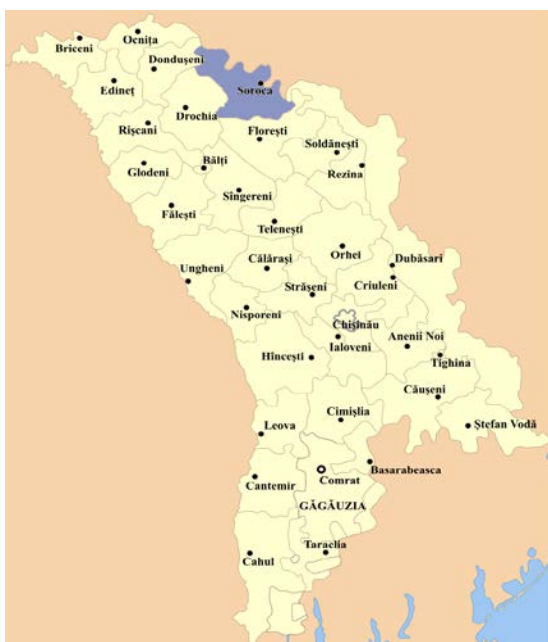 Ocnița
Briceni
Dondușeni
Edineț
Soroca
Drochia
Rîșcani
Florești
Soldănești
Bălți
Glodeni
Rezina
Sîngerei
Fălești
Telenești
Orhei
Dubăsari
Ungheni
Călărași
Criuleni
Strășeni
Nisporeni
Chișinău
Anenii Noi
Ialoveni
Hîncești
Tighina
Căușeni
Cimișlia
Ștefan Vodă
Leova
Basarabeasca
Comrat
Cantemir
GĂGĂUZIA
Taraclia
Cahul